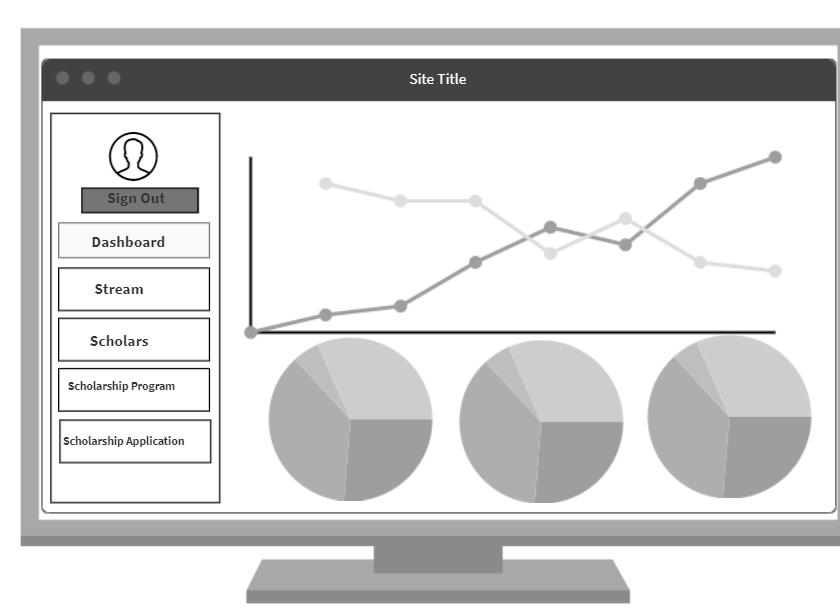 Site Title
Sign Out
Dashboard
Stream
Scholars
Scholarship Program
Scholarship Application